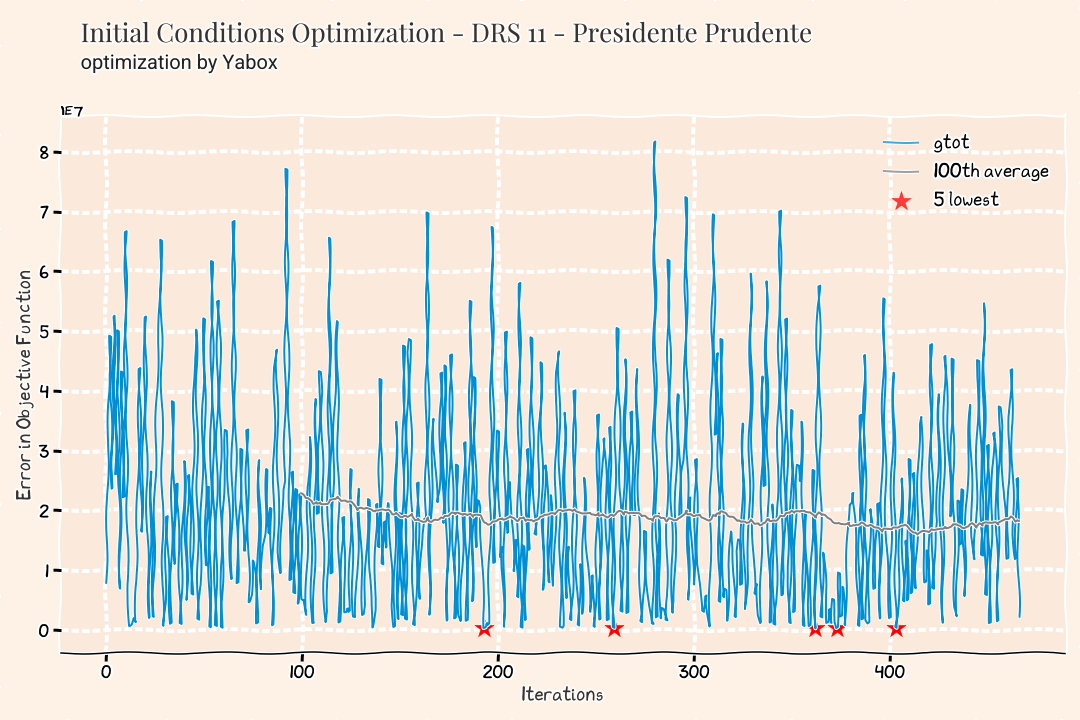 Initial Conditions Optimization - DRS 11 - Presidente Prudente
optimization by Yabox
1E7
8
7
6
5
4
3
2
1
0
Error in Objective Function
gtot
100th average
5 lowest
0 100 200 300 400
Iterations